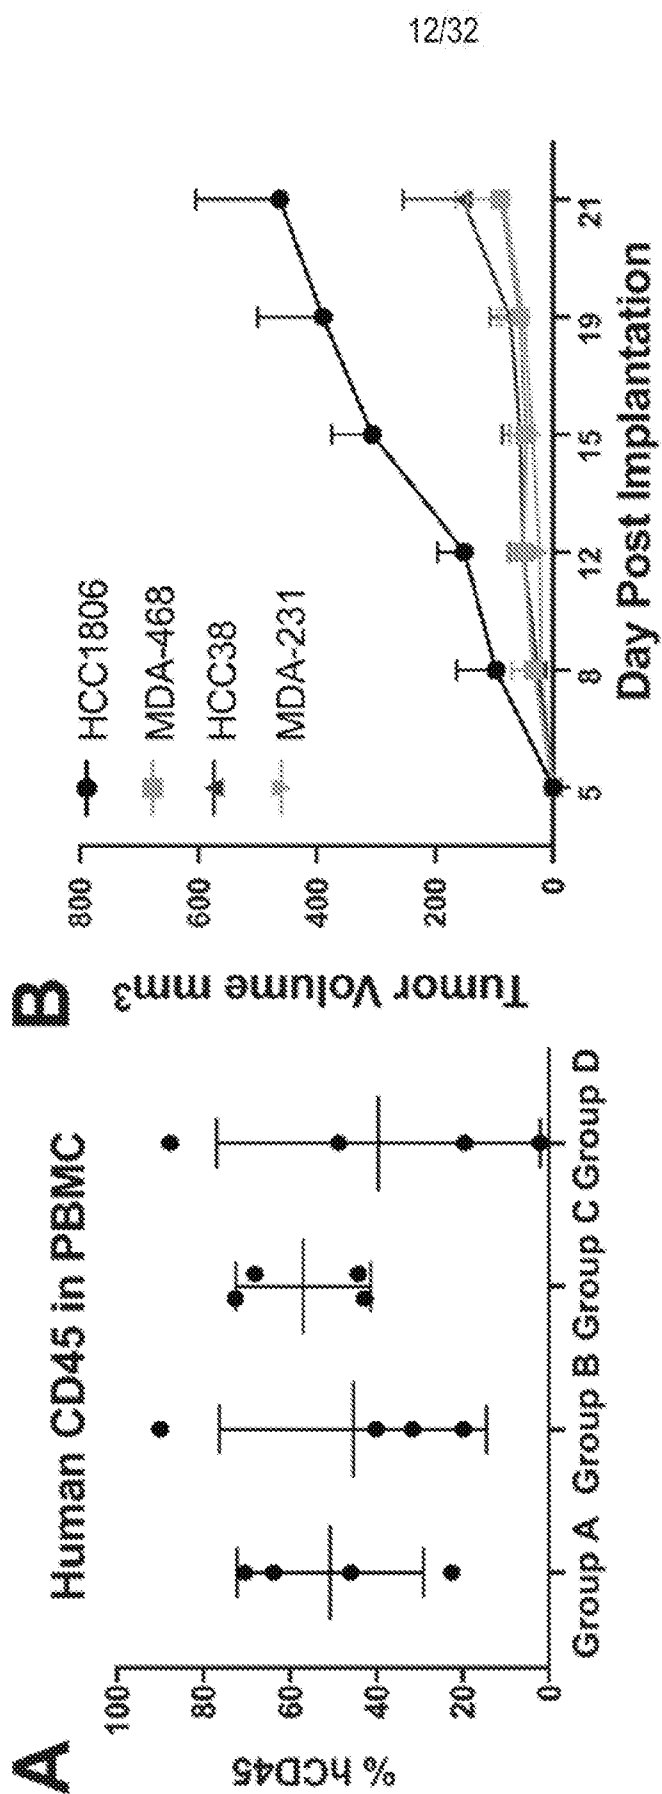 12/32
A
Human CD45 in PBMC
% hCD45
100
80
60
40
20
0
Group A Group B Group C Group D
B
Tumor Volume mm3
800
600
400
200
0
HCC1806
MDA-468
HCC38
MDA-231
5 8 12 15 19 21
Day Post Implantation